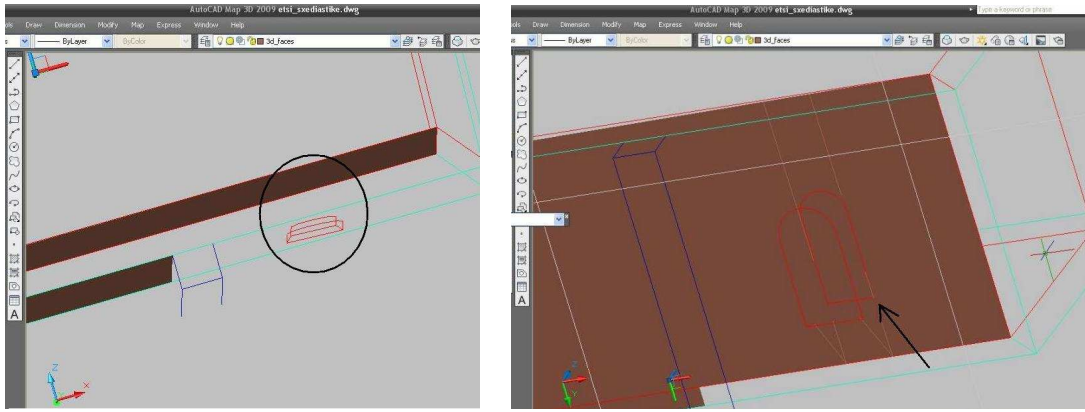 AutoCAD Map 3D 2009 etsi_sxediastike.dwg
Draw Dimension Modify Map Express Window Help
ByLayer ByColor 3d_faces
A
Z
X
AutoCAD Map 3D 2009 etsi_sxediastike.dwg Type a keyword or phrase
ols Draw Dimension Modify Map Express Window Help
ByLayer ByColor 3d_faces
A
Z
Y